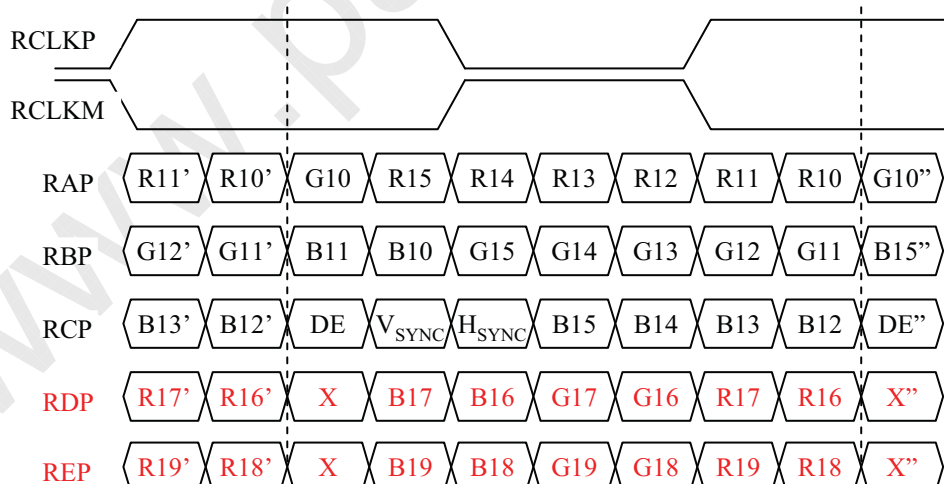 RCLKP
RCLKM
RAP R11’ R10’ G10 R15 R14 R13 R12 R11 R10 G10”
RBP G12’ G11’ B11 B10 G15 G14 G13 G12 G11 B15”
RCP B13’ B12’ DE VSYNC HSYNC B15 B14 B13 B12 DE”
RDP R17’ R16’ X B17 B16 G17 G16 R17 R16 X”
REP R19’ R18’ X B19 B18 G19 G18 R19 R18 X”